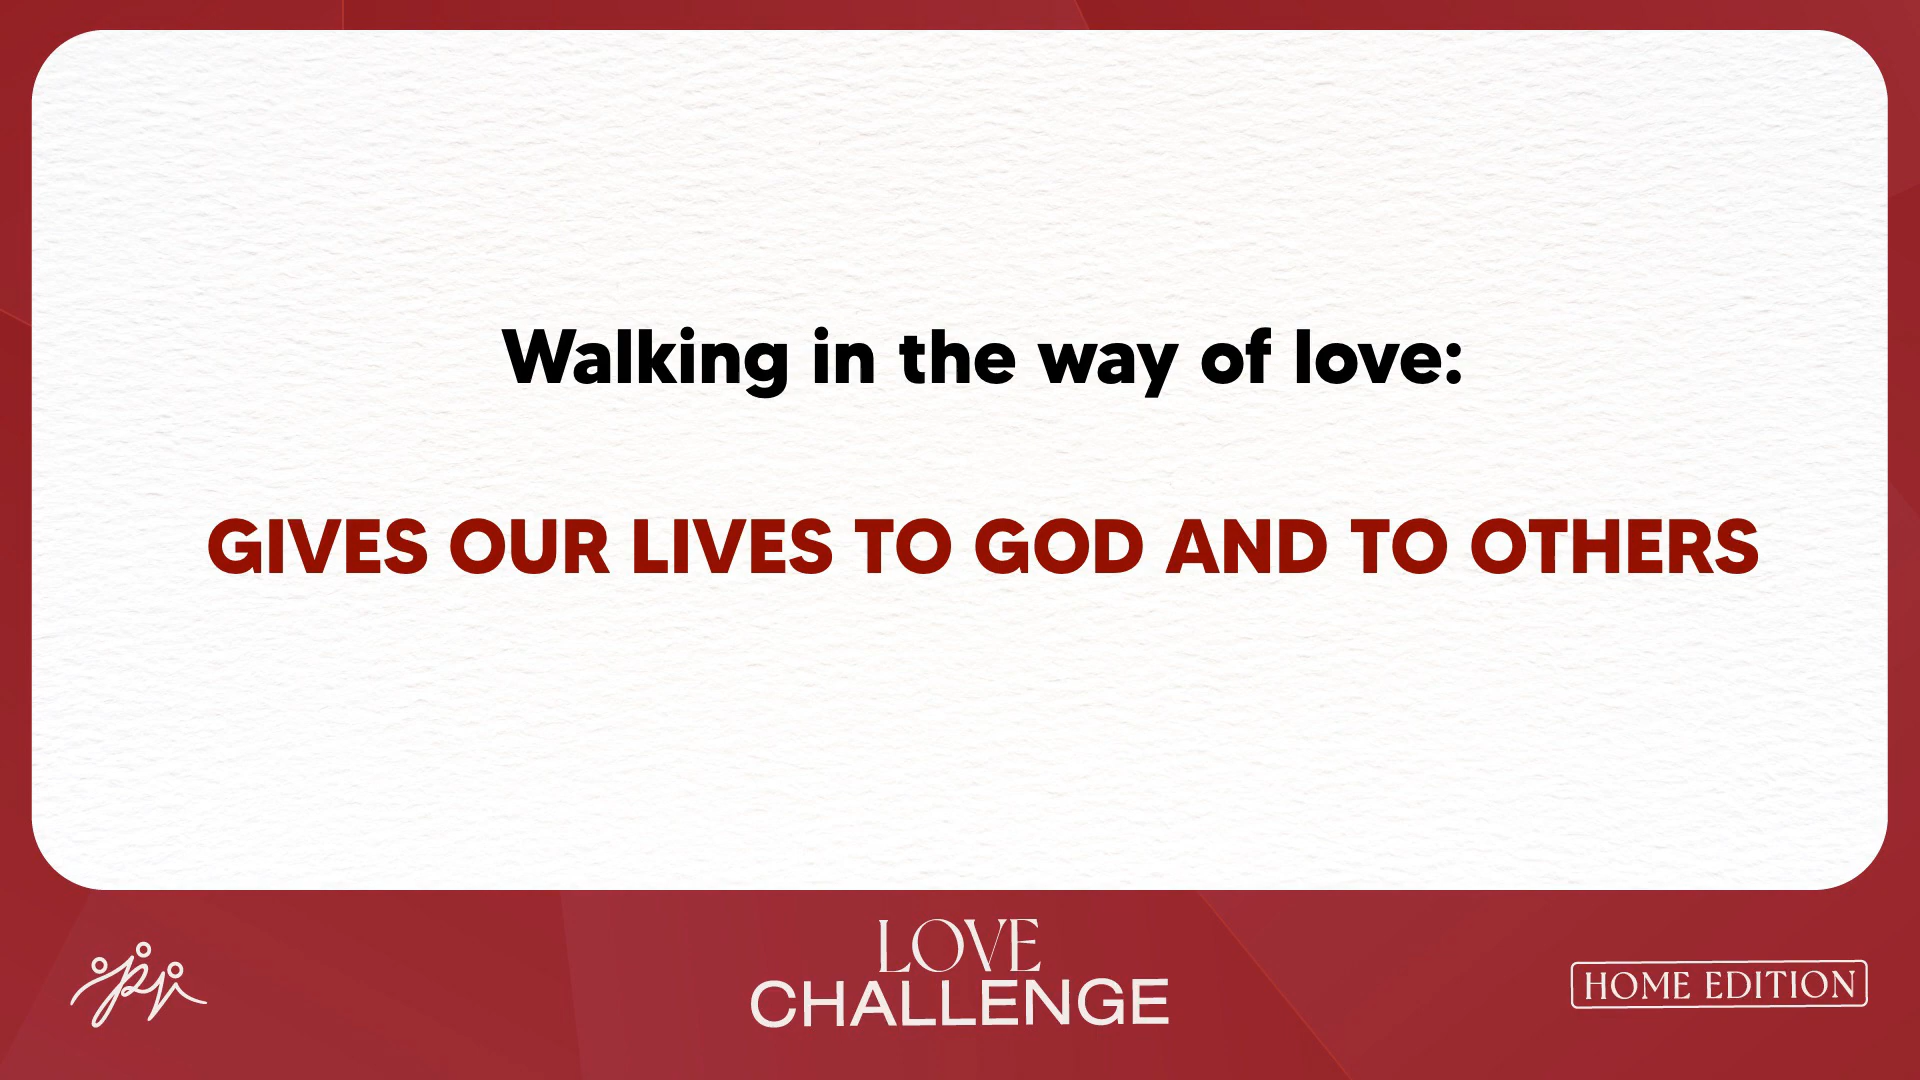 Walking in the way of love:
GIVES OUR LIVES TO GOD AND TO OTHERS
LOVE
CHALLENGE
HOME EDITION